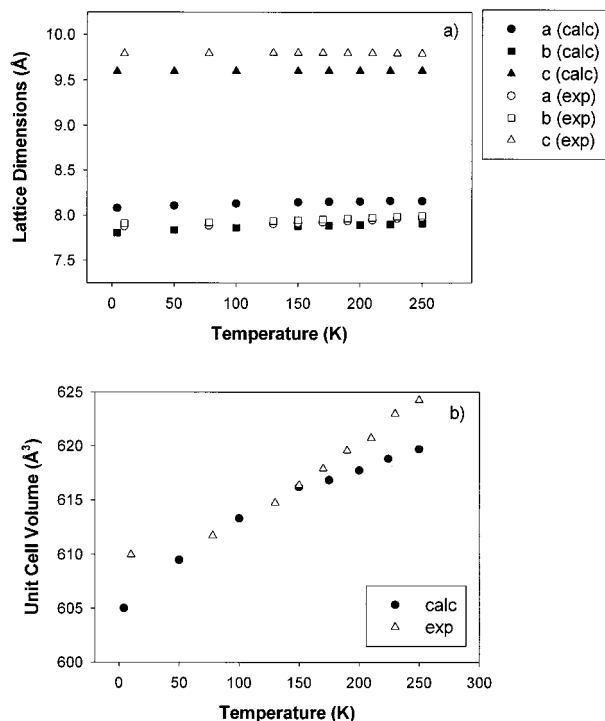 a)
10.0
9.5
9.0
8.5
8.0
7.5
Lattice Dimensions (Å)
0 50 100 150 200 250
Temperature (K)
a (calc)
b (calc)
c (calc)
a (exp)
b (exp)
c (exp)
b)
625
620
615
610
605
600
Unit Cell Volume (Å³)
calc
exp
0 50 100 150 200 250 300
Temperature (K)